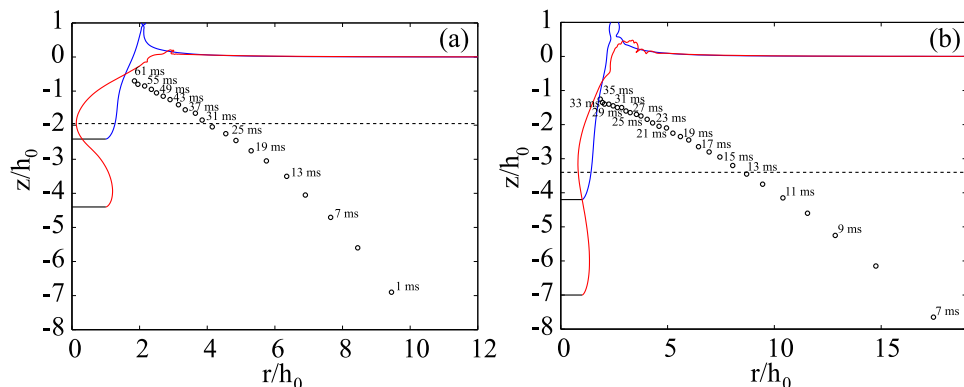 (a)
0
-1
-2
-3
-4
-5
-6
-7
-8
z/h0
61 ms
55 ms
49 ms
43 ms
37 ms
31 ms
25 ms
19 ms
13 ms
7 ms
1 ms
0 2 4 6 8 10 12
r/h0
(b)
1
0
-1
-2
-3
-4
-5
-6
-7
-8
z/h0
35 ms
33 ms
31 ms
29 ms
27 ms
25 ms
23 ms
21 ms
19 ms
17 ms
15 ms
13 ms
11 ms
9 ms
7 ms
0 5 10 15
r/h0